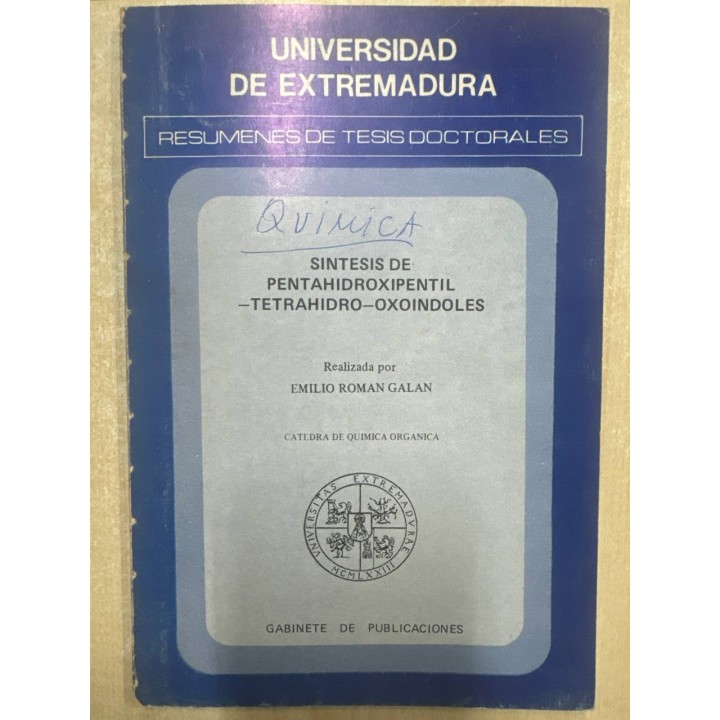 UNIVERSIDAD
DE EXTREMADURA
RESUMENES DE TESIS DOCTORALES
QUIMICA
SINTESIS DE
PENTAHIDROXIPENTIL
—TETRAHIDRO—OXOINDOLES
Realizada por
EMILIO ROMAN GALAN
CATEDRA DE QUIMICA ORGANICA
UNIVERSITAS EXTREMADVRAE
MCMLXXIII
GABINETE DE PUBLICACIONES